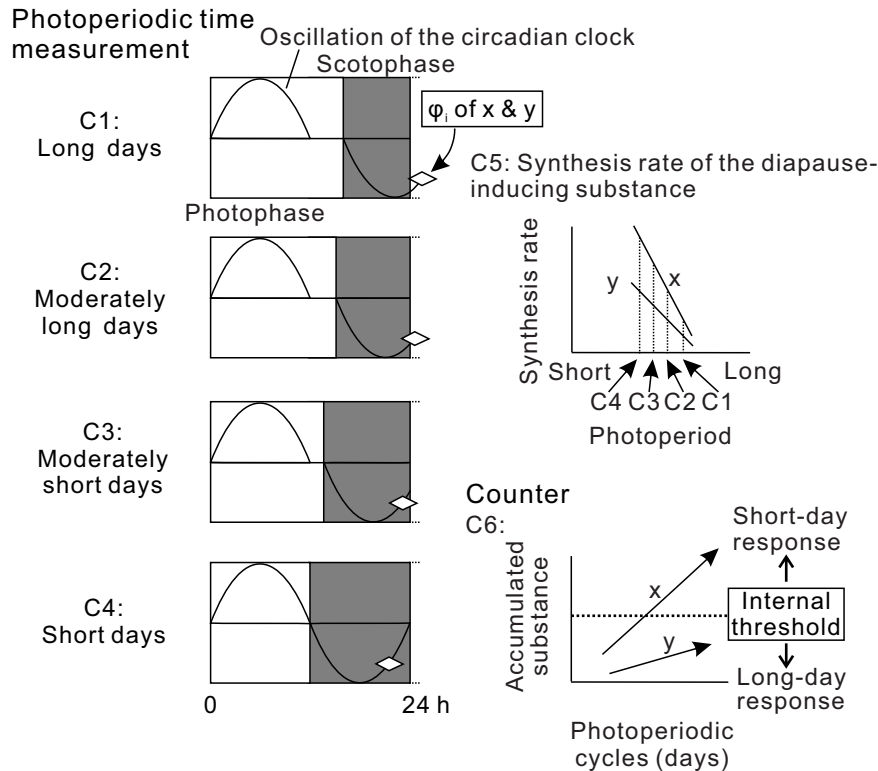 Photoperiodic time
measurement
Oscillation of the circadian clock
Scotophase
C1:
Long days
φi of x & y
Photophase
C2:
Moderately
long days
C3:
Moderately
short days
C4:
Short days
0
24 h
C5: Synthesis rate of the diapause-
inducing substance
Synthesis rate
x
y
Short
Long
C4 C3 C2 C1
Photoperiod
Counter
C6:
Accumulated
substance
x
y
Short-day
response
Internal
threshold
Long-day
response
Photoperiodic
cycles (days)